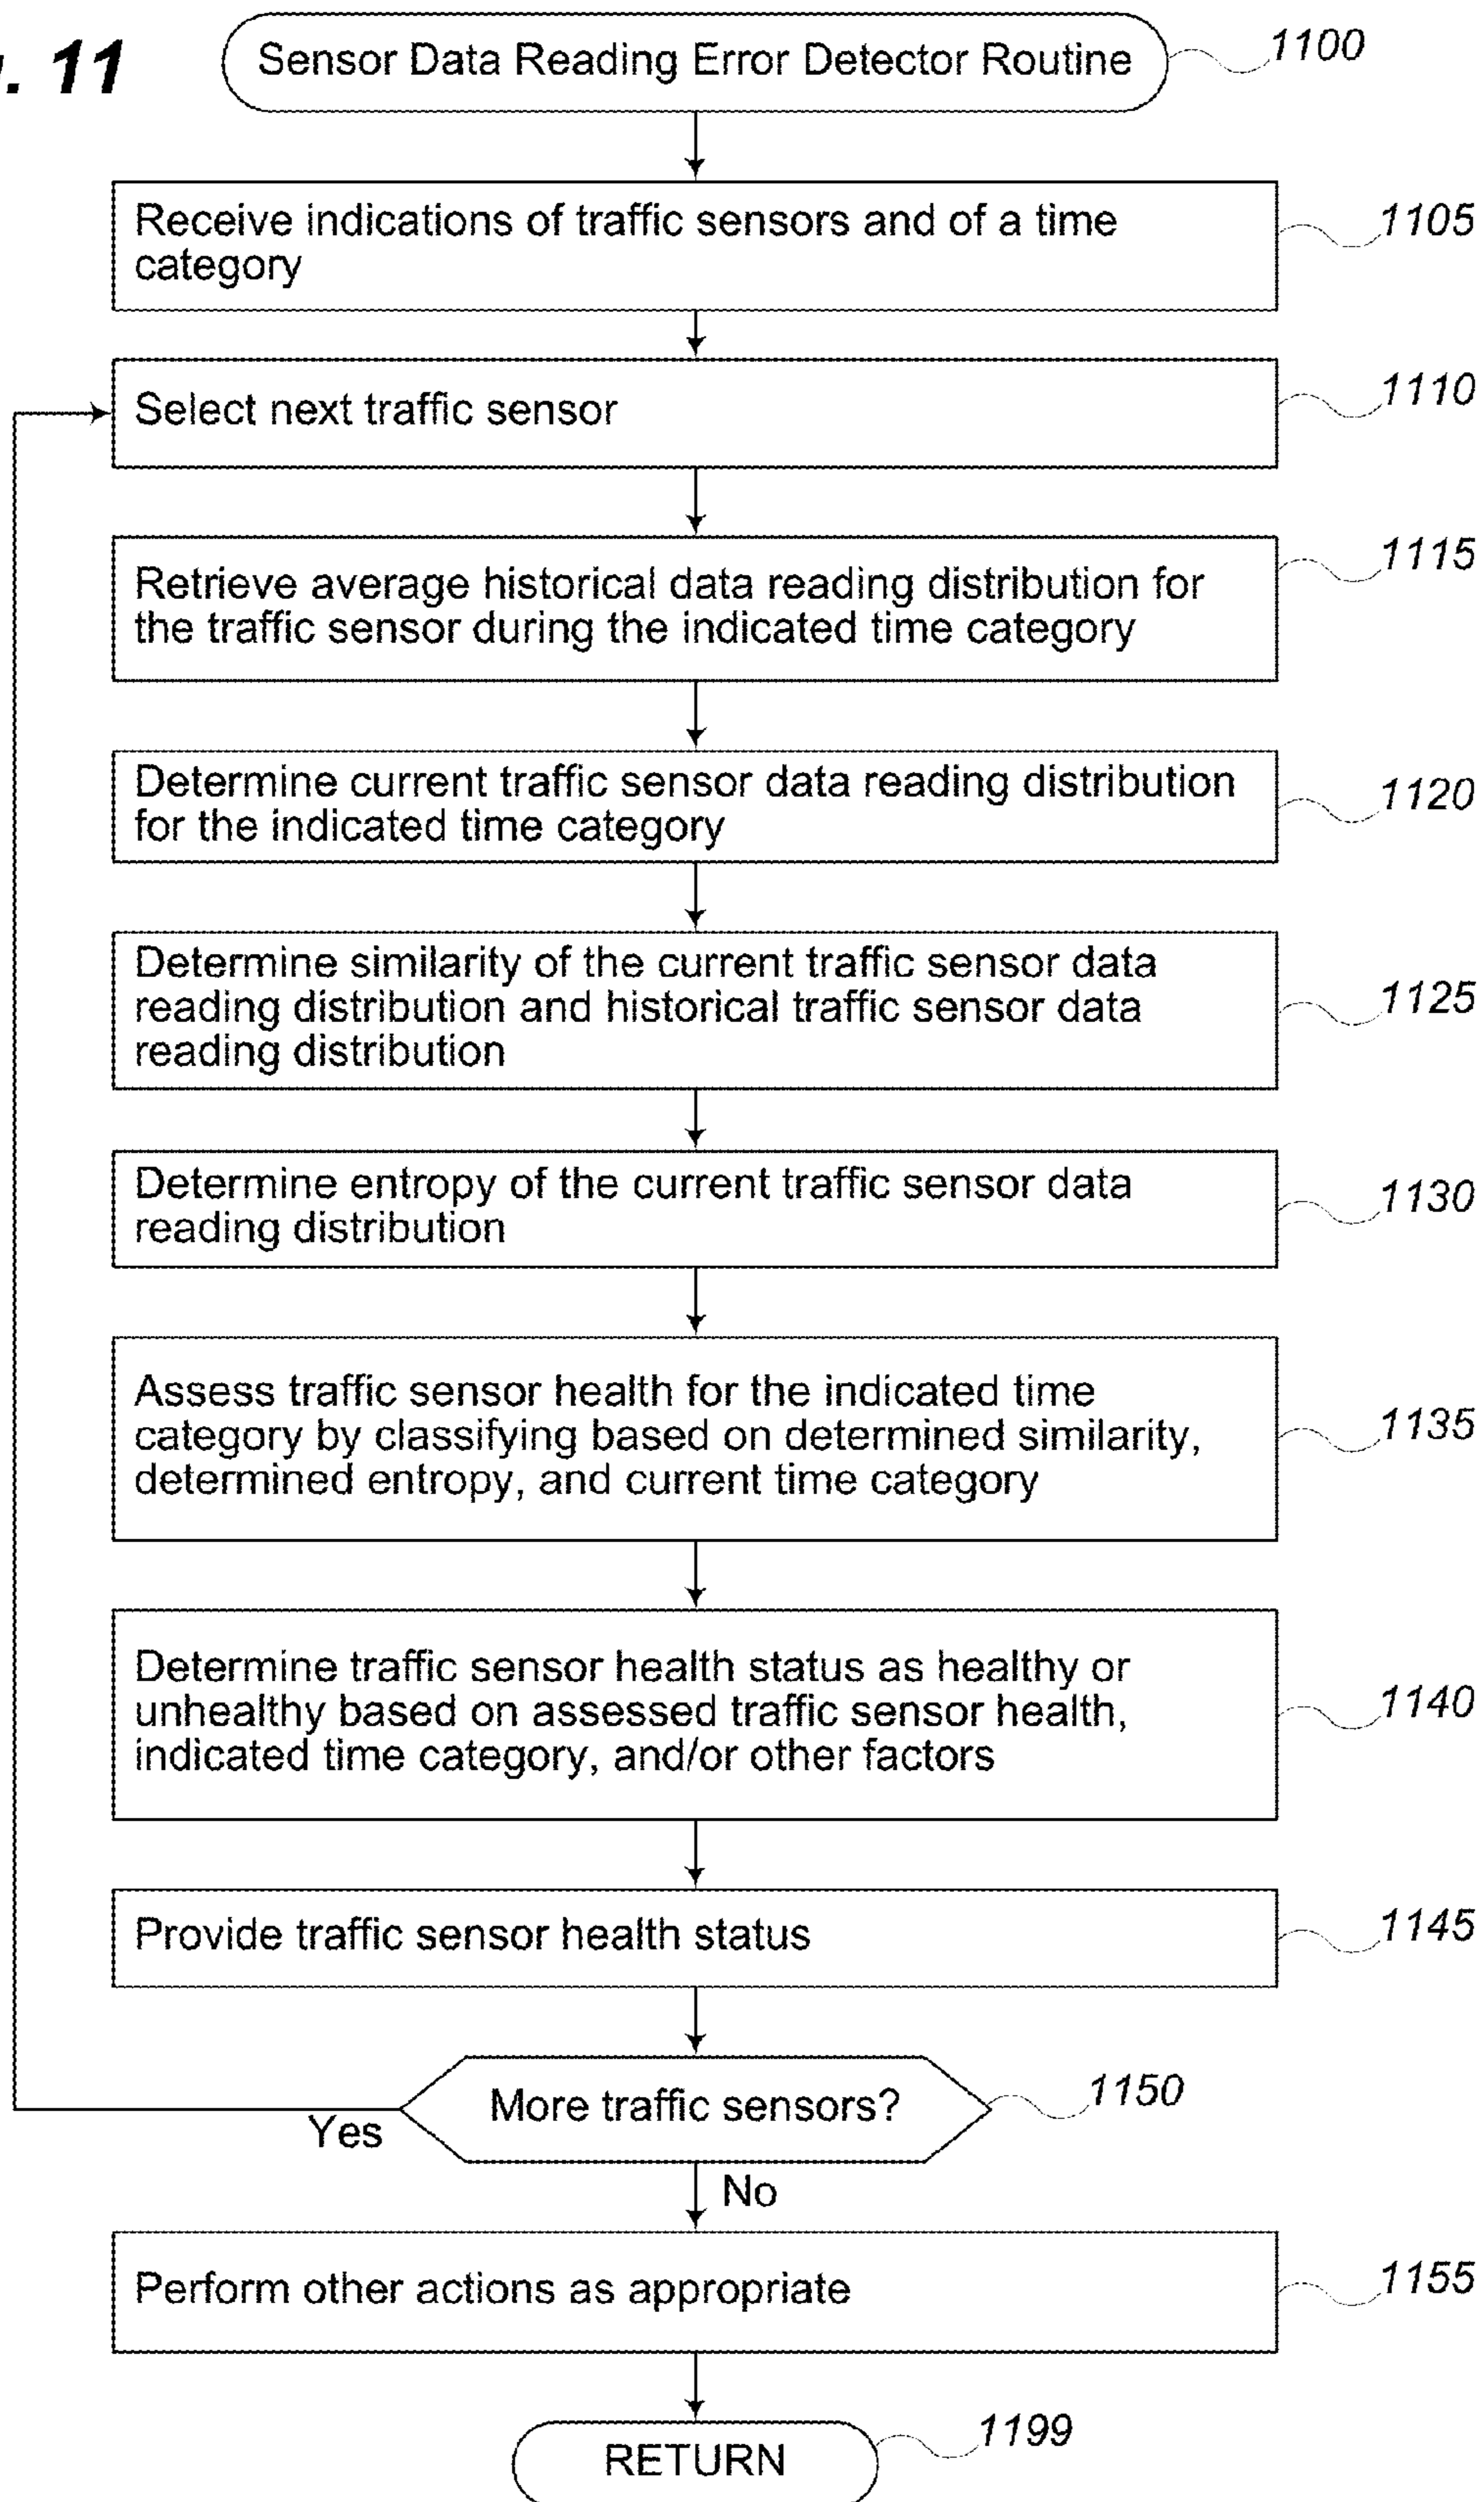 . 11
Sensor Data Reading Error Detector Routine
1100
Receive indications of traffic sensors and of a time
category
1105
Select next traffic sensor
1110
Retrieve average historical data reading distribution for
the traffic sensor during the indicated time category
1115
Determine current traffic sensor data reading distribution
for the indicated time category
1120
Determine similarity of the current traffic sensor data
reading distribution and historical traffic sensor data
reading distribution
1125
Determine entropy of the current traffic sensor data
reading distribution
1130
Assess traffic sensor health for the indicated time
category by classifying based on determined similarity,
determined entropy, and current time category
1135
Determine traffic sensor health status as healthy or
unhealthy based on assessed traffic sensor health,
indicated time category, and/or other factors
1140
Provide traffic sensor health status
1145
More traffic sensors?
1150
Yes
No
Perform other actions as appropriate
1155
RETURN
1199